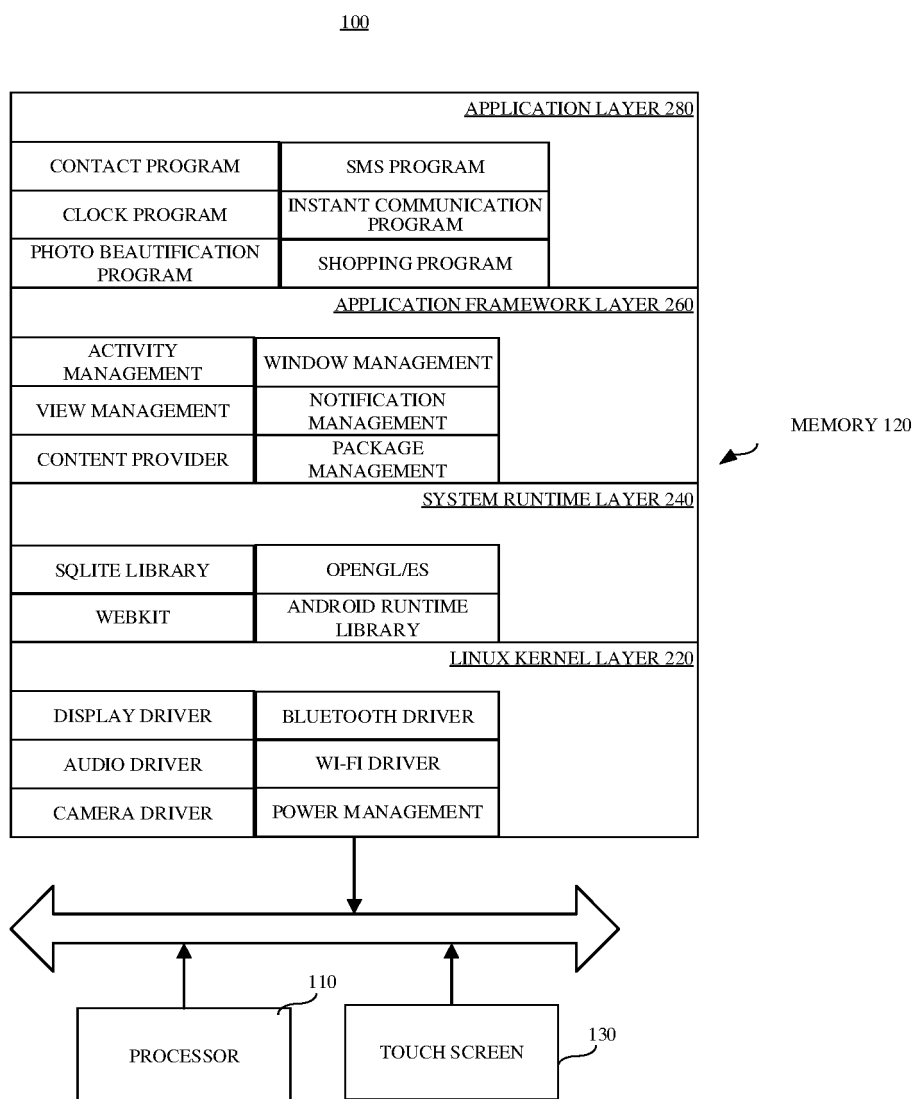 100
APPLICATION LAYER 280
CONTACT PROGRAM
SMS PROGRAM
CLOCK PROGRAM
INSTANT COMMUNICATION
PROGRAM
PHOTO BEAUTIFICATION
PROGRAM
SHOPPING PROGRAM
APPLICATION FRAMEWORK LAYER 260
ACTIVITY
MANAGEMENT
WINDOW MANAGEMENT
VIEW MANAGEMENT
NOTIFICATION
MANAGEMENT
CONTENT PROVIDER
PACKAGE
MANAGEMENT
MEMORY 120
SYSTEM RUNTIME LAYER 240
SQLITE LIBRARY
OPENGL/ES
WEBKIT
ANDROID RUNTIME
LIBRARY
LINUX KERNEL LAYER 220
DISPLAY DRIVER
BLUETOOTH DRIVER
AUDIO DRIVER
WI-FI DRIVER
CAMERA DRIVER
POWER MANAGEMENT
110
PROCESSOR
TOUCH SCREEN
130